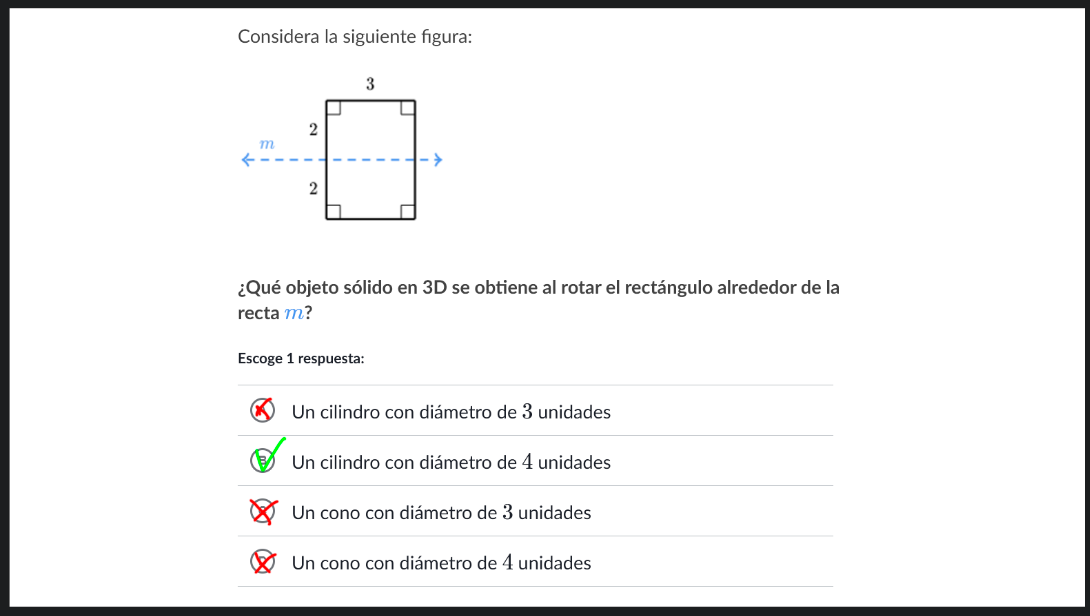 Considera la siguiente figura:
3
2
m
2
¿Qué objeto sólido en 3D se obtiene al rotar el rectángulo alrededor de la
recta m?
Escoge 1 respuesta:
Un cilindro con diámetro de 3 unidades
Un cilindro con diámetro de 4 unidades
Un cono con diámetro de 3 unidades
Un cono con diámetro de 4 unidades